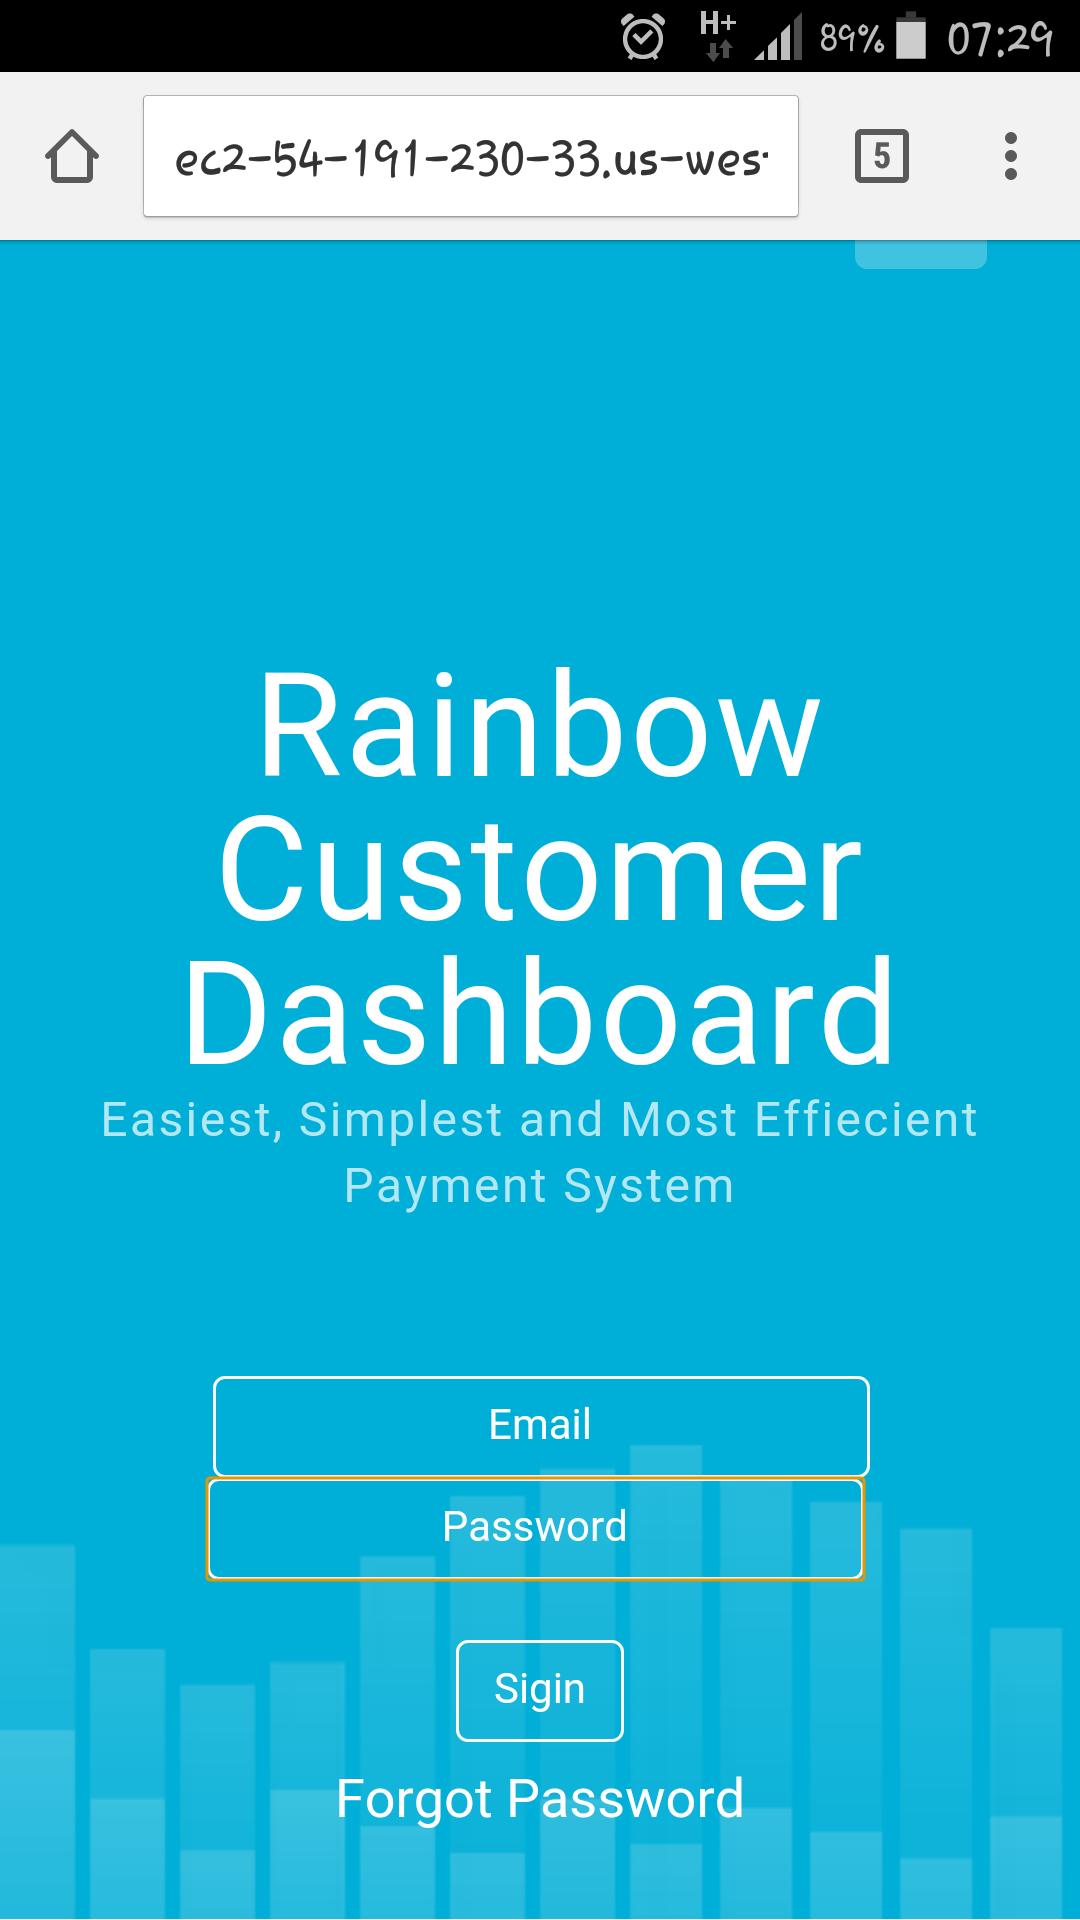 H+ 89% 07:29
ec2-54-191-230-33.us-wes
5
Rainbow
Customer
Dashboard
Easiest, Simplest and Most Effiecient
Payment System
Email
Password
Sigin
Forgot Password